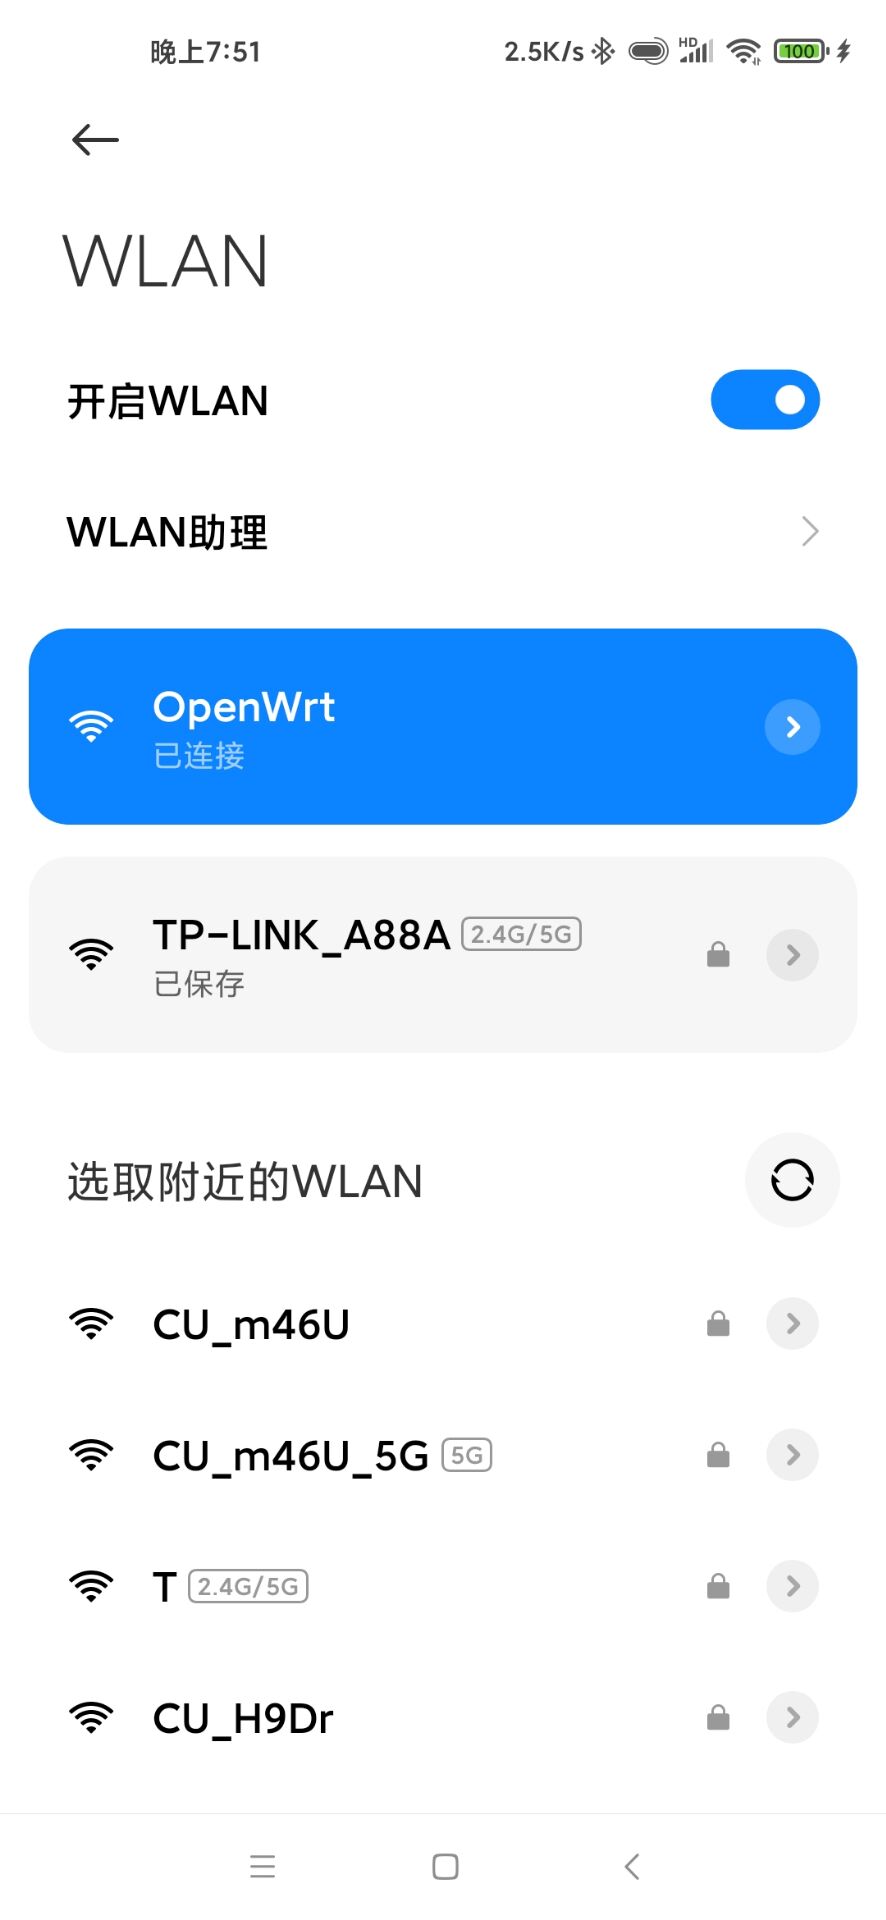 晚上7:51 2.5K/s HD 100
WLAN
开启WLAN
WLAN助理
OpenWrt
已连接
TP-LINK_A88A 2.4G/5G
已保存
选取附近的WLAN
CU_m46U
CU_m46U_5G 5G
T 2.4G/5G
CU_H9Dr